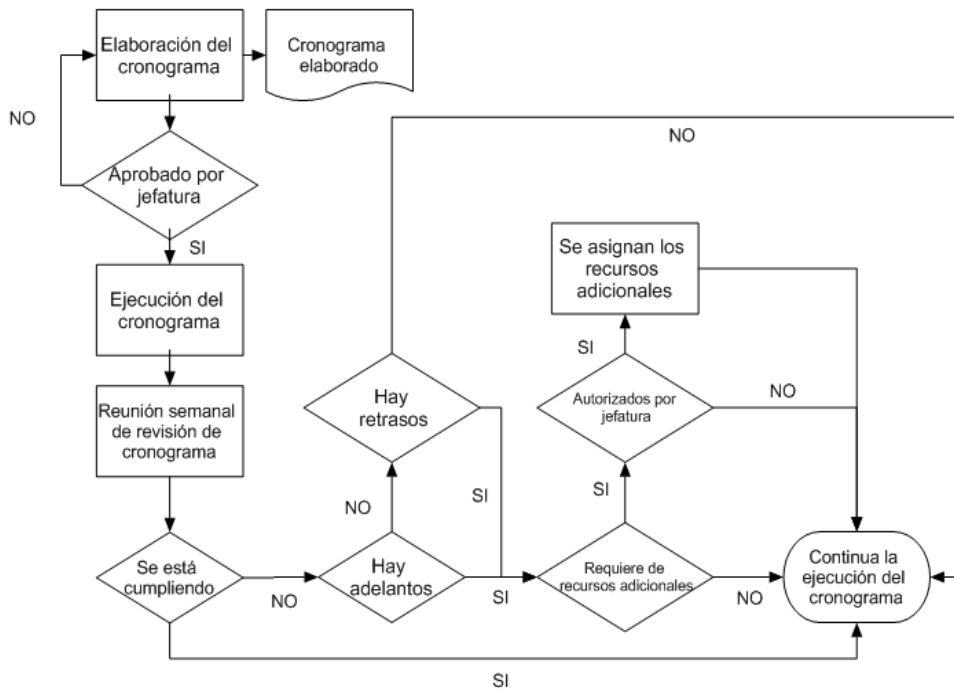 Elaboración del
cronograma
Cronograma
elaborado
NO
Aprobado por
jefatura
SI
NO
Ejecución del
cronograma
Se asignan los
recursos
adicionales
SI
Reunión semanal
de revisión de
cronograma
Hay
retrasos
Autorizados por
jefatura
NO
SI
NO
SI
Se está
cumpliendo
NO
Hay
adelantos
SI
Requiere de
recursos adicionales
NO
Continua la
ejecución del
cronograma
SI